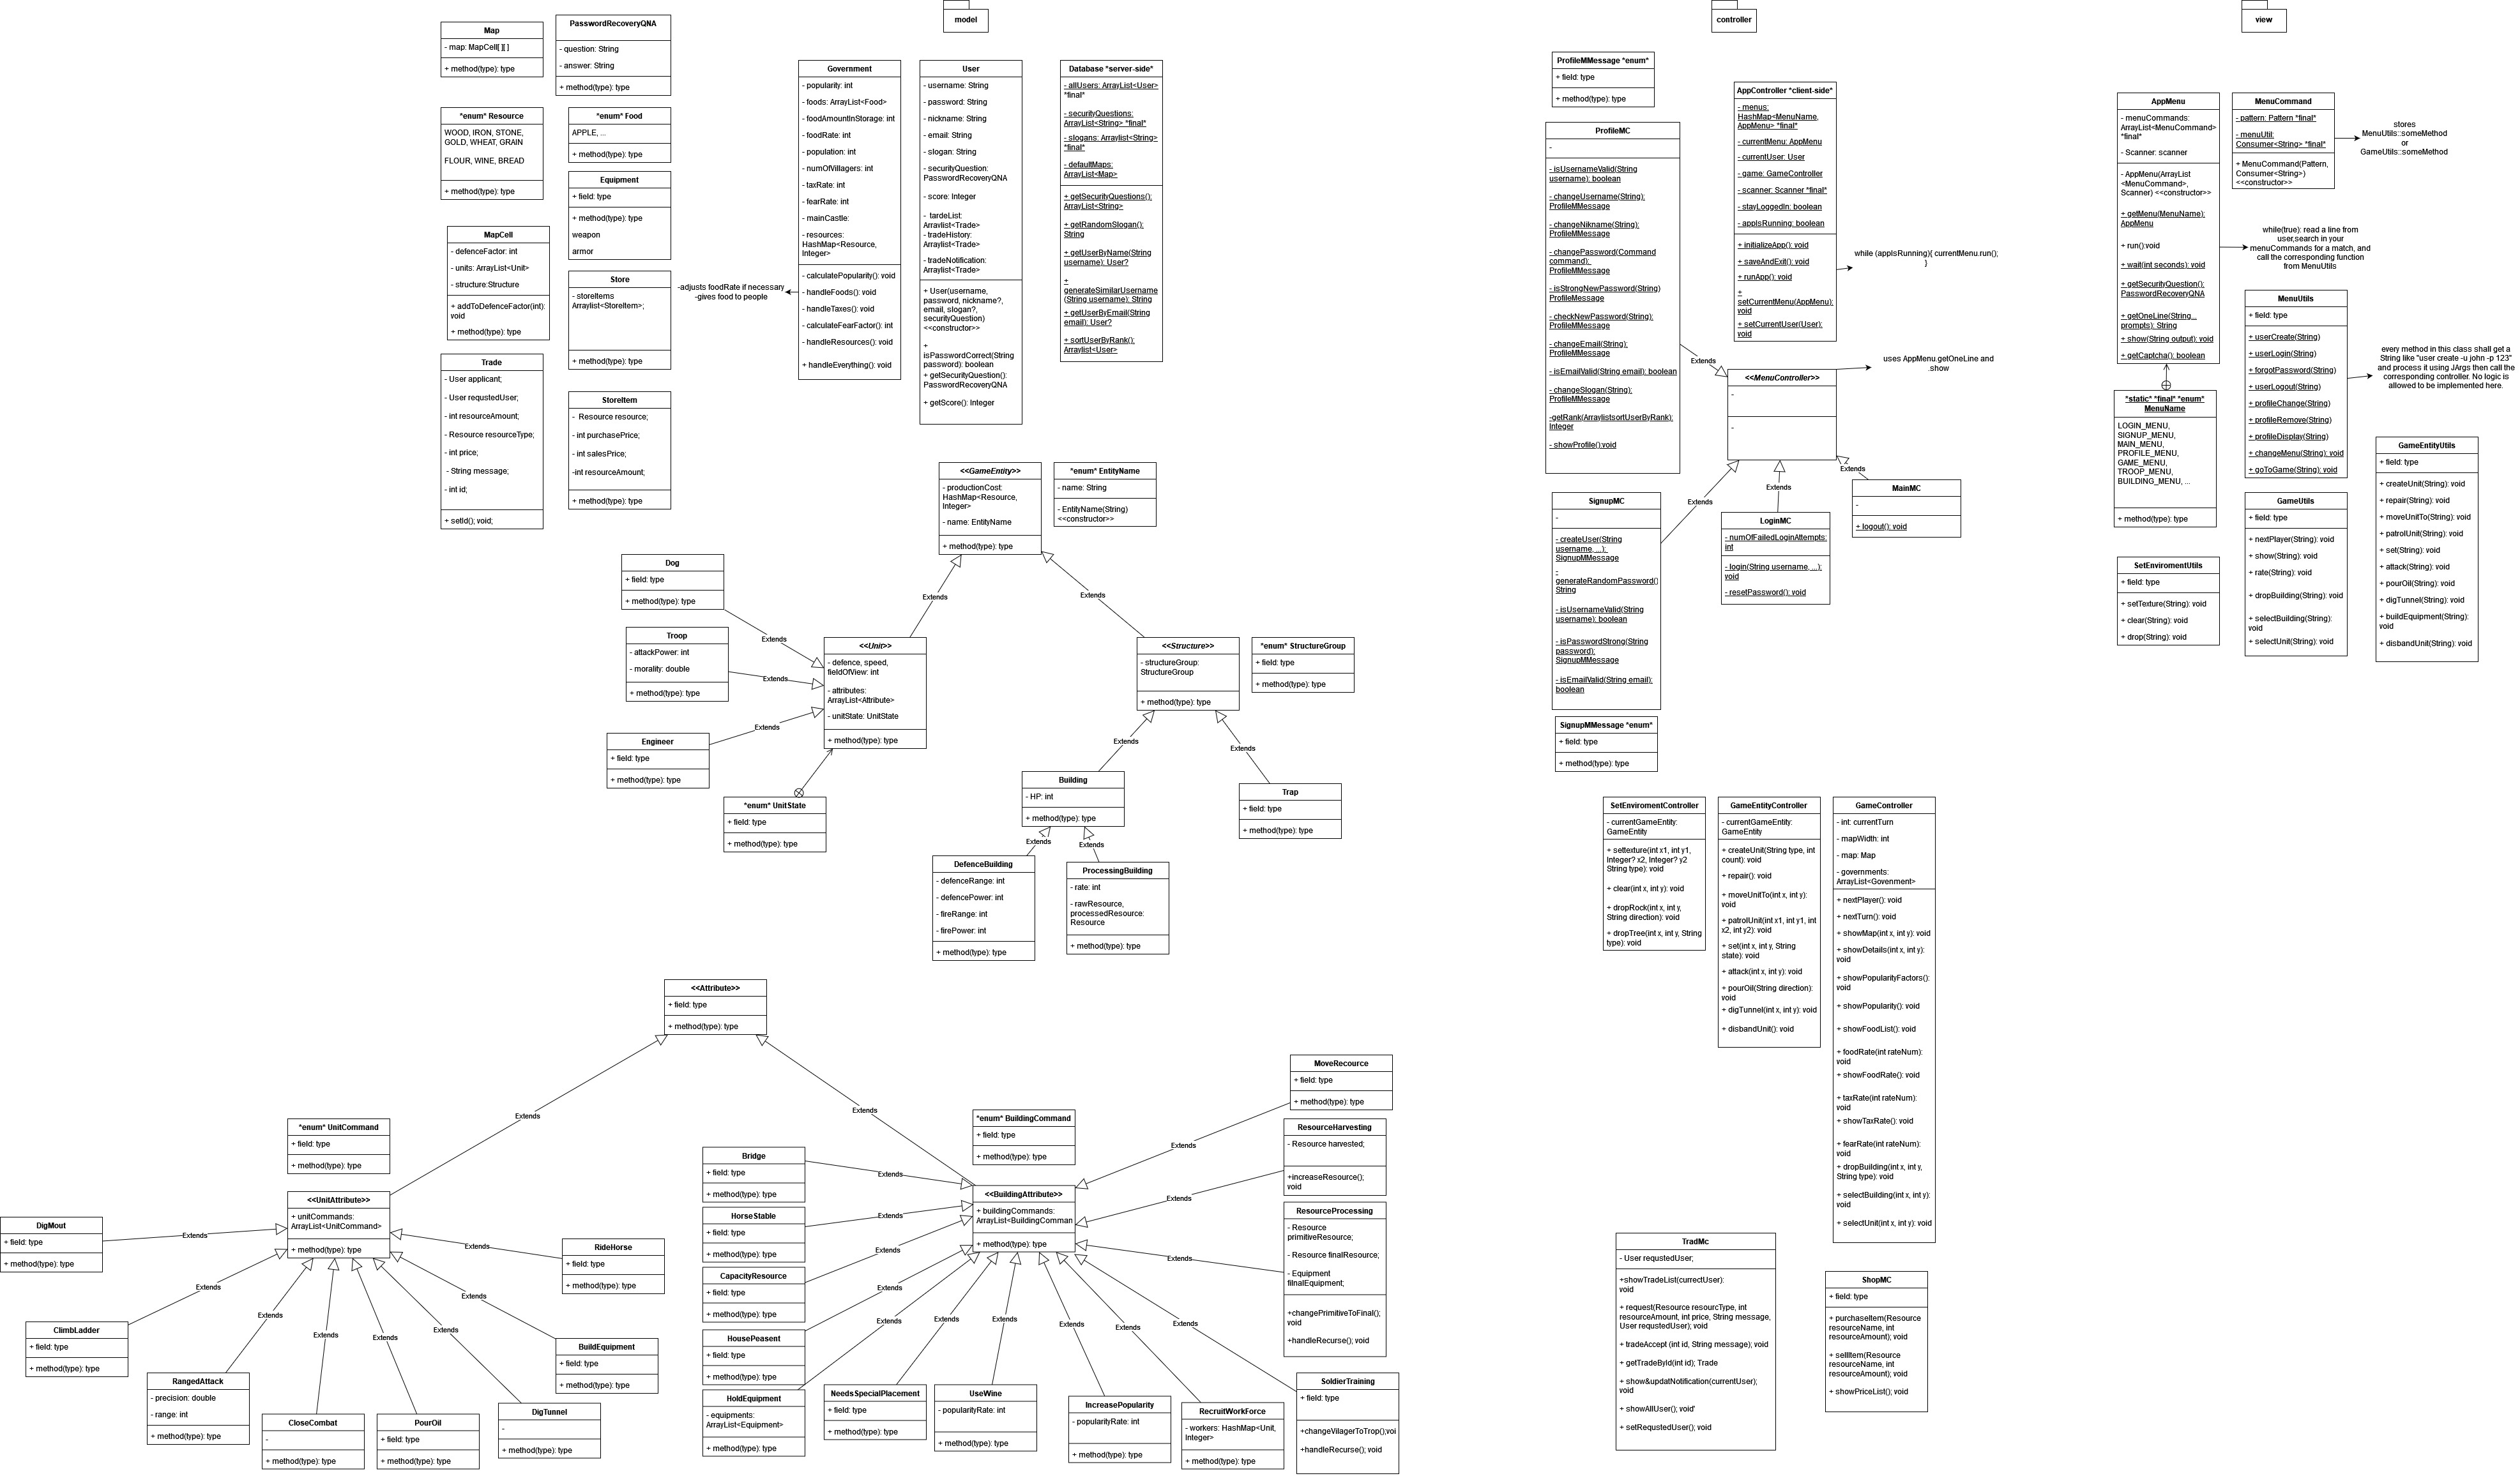 model
controller
view
Map
- map: MapCell[ ][ ]
+ method(type): type
PasswordRecoveryQNA
- question: String
- answer: String
+ method(type): type
*enum* Resource
WOOD, IRON, STONE,
GOLD, WHEAT, GRAIN
FLOUR, WINE, BREAD
+ method(type): type
*enum* Food
APPLE, ...
+ method(type): type
Equipment
+ field: type
+ method(type): type
weapon
armor
MapCell
- defenceFactor: int
- units: ArrayList<Unit>
- structure:Structure
+ addToDefenceFactor(int):
void
+ method(type): type
Store
- storeItems
Arraylist<StoreItem>;
+ method(type): type
Trade
- User applicant;
- User requstedUser;
- int resourceAmount;
- Resource resourceType;
- int price;
- String message;
- int id;
+ setId(); void;
StoreItem
- Resource resource;
- int purchasePrice;
- int salesPrice;
-int resourceAmount;
+ method(type): type
Government
- popularity: int
- foods: ArrayList<Food>
- foodAmountInStorage: int
- foodRate: int
- population: int
- numOfVillagers: int
- taxRate: int
- fearRate: int
- mainCastle:
- resources:
HashMap<Resource,
Integer>
+ calculatePopularity(): void
+ handleFoods(): void
+ handleTaxes(): void
+ calculateFearFactor(): int
+ handleResources(): void
+ handleEverything(): void
-adjusts foodRate if necessary
-gives food to people
User
- username: String
- password: String
- nickname: String
- email: String
- slogan: String
- securityQuestion:
PasswordRecoveryQNA
- score: Integer
- tardeList:
Arraylist<Trade>
- tradeHistory:
Arraylist<Trade>
- tradeNotification:
Arraylist<Trade>
+ User(username,
password, nickname?,
email, slogan?,
securityQuestion)
<<constructor>>
+
isPasswordCorrect(String
password): boolean
+ getSecurityQuestion():
PasswordRecoveryQNA
+ getScore(): Integer
Database *server-side*
- allUsers: ArrayList<User>
*final*
- securityQuestions:
ArrayList<String> *final*
- slogans: Arraylist<String>
*final*
- defaultMaps:
ArrayList<Map>
+ getSecurityQuestions():
ArrayList<String>
+ getRandomSlogan():
String
+ getUserByName(String
username): User?
+
generateSimilarUsername
(String username): String
+ getUserByEmail(String
email): User?
+ sortUserByRank():
Arraylist<User>
<<GameEntity>>
- productionCost:
HashMap<Resource,
Integer>
- name: EntityName
+ method(type): type
*enum* EntityName
- name: String
- EntityName(String)
<<constructor>>
Extends
Extends
Dog
+ field: type
+ method(type): type
Troop
- attackPower: int
- morality: double
+ method(type): type
Engineer
+ field: type
+ method(type): type
Extends
Extends
Extends
<<Unit>>
- defence, speed,
fieldOfView: int
- attributes:
ArrayList<Attribute>
- unitState: UnitState
+ method(type): type
*enum* UnitState
+ field: type
+ method(type): type
<<Structure>>
- structureGroup:
StructureGroup
+ method(type): type
*enum* StructureGroup
+ field: type
+ method(type): type
Extends
Extends
Building
- HP: int
+ method(type): type
Trap
+ field: type
+ method(type): type
Extends
Extends
DefenceBuilding
- defenceRange: int
- defencePower: int
- fireRange: int
- firePower: int
+ method(type): type
ProcessingBuilding
- rate: int
- rawResource,
processedResource:
Resource
+ method(type): type
<<Attribute>>
+ field: type
+ method(type): type
Extends
Extends
*enum* UnitCommand
+ field: type
+ method(type): type
<<UnitAttribute>>
+ unitCommands:
ArrayList<UnitCommand>
+ method(type): type
DigMout
+ field: type
+ method(type): type
Extends
ClimbLadder
+ field: type
+ method(type): type
Extends
RangedAttack
- precision: double
- range: int
+ method(type): type
Extends
CloseCombat
-
+ method(type): type
Extends
PourOil
+ field: type
+ method(type): type
Extends
DigTunnel
-
+ method(type): type
Extends
BuildEquipment
+ field: type
+ method(type): type
Extends
RideHorse
+ field: type
+ method(type): type
Extends
*enum* BuildingCommand
+ field: type
+ method(type): type
<<BuildingAttribute>>
+ buildingCommands:
ArrayList<BuildingComman
+ method(type): type
Bridge
+ field: type
+ method(type): type
Extends
HorseStable
+ field: type
+ method(type): type
Extends
CapacityResource
+ field: type
+ method(type): type
Extends
HousePeasent
+ field: type
+ method(type): type
Extends
HoldEquipment
- equipments:
ArrayList<Equipment>
+ method(type): type
Extends
NeedsSpecialPlacement
+ field: type
+ method(type): type
Extends
UseWine
- popularityRate: int
+ method(type): type
Extends
IncreasePopularity
- popularityRate: int
+ method(type): type
Extends
RecruitWorkForce
- workers: HashMap<Unit,
Integer>
+ method(type): type
Extends
SoldierTraining
+ field: type
+changeVilagerToTrop();voi
+handleRecurse(); void
Extends
MoveRecource
+ field: type
+ method(type): type
Extends
ResourceHarvesting
- Resource harvested;
+increaseResource();
void
Extends
ResourceProcessing
- Resource
primitiveResource;
- Resource finalResource;
- Equipment
filnalEquipment;
+changePrimitiveToFinal();
void
+handleRecurse(); void
Extends
ProfileMMessage *enum*
+ field: type
+ method(type): type
ProfileMC
-
- isUsernameValid(String
username): boolean
- changeUsername(String):
ProfileMMessage
- changeNikname(String):
ProfileMMessage
- changePassword(Command
command):
ProfileMMessage
- isStrongNewPassword(String)
ProfileMMessage
- checkNewPassword(String):
ProfileMMessage
- changeEmail(String):
ProfileMMessage
- isEmailValid(String email): boolean
- changeSlogan(String):
ProfileMMessage
-getRank(ArraylistsortUserByRank):
Integer
- showProfile():void
AppController *client-side*
- menus:
HashMap<MenuName,
AppMenu> *final*
- currentMenu: AppMenu
- currentUser: User
- game: GameController
- scanner: Scanner *final*
- stayLoggedIn: boolean
- appIsRunning: boolean
+ initializeApp(): void
+ saveAndExit(): void
+ runApp(): void
+
setCurrentMenu(AppMenu):
void
+ setCurrentUser(User):
void
while (appIsRunning){ currentMenu.run();
}
Extends
<<MenuController>>
-
-
uses AppMenu.getOneLine and
.show
Extends
Extends
Extends
SignupMC
-
- createUser(String
username, ...):
SignupMMessage
-
generateRandomPassword()
String
- isUsernameValid(String
username): boolean
- isPasswordStrong(String
password):
SignupMMessage
- isEmailValid(String email):
boolean
LoginMC
- numOfFailedLoginAttempts:
int
- login(String username, ...):
void
- resetPassword(): void
MainMC
-
+ logout(): void
SignupMMessage *enum*
+ field: type
+ method(type): type
SetEnviromentController
- currentGameEntity:
GameEntity
+ settexture(int x1, int y1,
Integer? x2, Integer? y2
String type): void
+ clear(int x, int y): void
+ dropRock(int x, int y,
String direction): void
+ dropTree(int x, int y, String
type): void
GameEntityController
- currentGameEntity:
GameEntity
+ createUnit(String type, int
count): void
+ repair(): void
+ moveUnitTo(int x, int y):
void
+ patrolUnit(int x1, int y1, int
x2, int y2): void
+ set(int x, int y, String
state): void
+ attack(int x, int y): void
+ pourOil(String direction):
void
+ digTunnel(int x, int y): void
+ disbandUnit(): void
GameController
- int: currentTurn
- mapWidth: int
- map: Map
- governments:
ArrayList<Govenment>
+ nextPlayer(): void
+ nextTurn(): void
+ showMap(int x, int y): void
+ showDetails(int x, int y):
void
+ showPopularityFactors():
void
+ showPopularity(): void
+ showFoodList(): void
+ foodRate(int rateNum):
void
+ showFoodRate(): void
+ taxRate(int rateNum):
void
+ showTaxRate(): void
+ fearRate(int rateNum):
void
+ dropBuilding(int x, int y,
String type): void
+ selectBuilding(int x, int y):
void
+ selectUnit(int x, int y): void
TradMc
- User requstedUser;
+showTradeList(currectUser):
void
+ request(Resource resourcType, int
resourceAmount, int price, String message,
User requstedUser); void
+ tradeAccept (int id, String message); void
+ getTradeById(int id); Trade
+ show&updatNotification(currentUser);
void
+ showAllUser(); void'
+ setRequstedUser(); void
ShopMC
+ field: type
+ purchaseItem(Resource
resourceName, int
resourceAmount); void
+ sellItem(Resource
resourceName, int
resourceAmount); void
+ showPriceList(); void
AppMenu
- menuCommands:
ArrayList<MenuCommand>
*final*
- Scanner: scanner
- AppMenu(ArrayList
<MenuCommand>,
Scanner) <<constructor>>
+ getMenu(MenuName):
AppMenu
+ run():void
+ wait(int seconds): void
+ getSecurityQuestion():
PasswordRecoveryQNA
+ getOneLine(String...
prompts): String
+ show(String output): void
+ getCaptcha(): boolean
MenuCommand
- pattern: Pattern *final*
- menuUtil:
Consumer<String> *final*
+ MenuCommand(Pattern,
Consumer<String>)
<<constructor>>
stores
MenuUtils::someMethod
or
GameUtils::someMethod
while(true): read a line from
user,search in your
menuCommands for a match, and
call the corresponding function
from MenuUtils
*static* *final* *enum*
MenuName
LOGIN_MENU,
SIGNUP_MENU,
MAIN_MENU,
PROFILE_MENU,
GAME_MENU,
TROOP_MENU,
BUILDING_MENU, ...
+ method(type): type
MenuUtils
+ field: type
+ userCreate(String)
+ userLogin(String)
+ forgotPassword(String)
+ userLogout(String)
+ profileChange(String)
+ profileRemove(String)
+ profileDisplay(String)
+ changeMenu(String): void
+ goToGame(String): void
every method in this class shall get a
String like "user create -u john -p 123"
and process it using JArgs then call the
corresponding controller. No logic is
allowed to be implemented here.
SetEnviromentUtils
+ field: type
+ setTexture(String): void
+ clear(String): void
+ drop(String): void
GameUtils
+ field: type
+ nextPlayer(String): void
+ show(String): void
+ rate(String): void
+ dropBuilding(String): void
+ selectBuilding(String):
void
+ selectUnit(String): void
GameEntityUtils
+ field: type
+ createUnit(String): void
+ repair(String): void
+ moveUnitTo(String): void
+ patrolUnit(String): void
+ set(String): void
+ attack(String): void
+ pourOil(String): void
+ digTunnel(String): void
+ buildEquipment(String):
void
+ disbandUnit(String): void